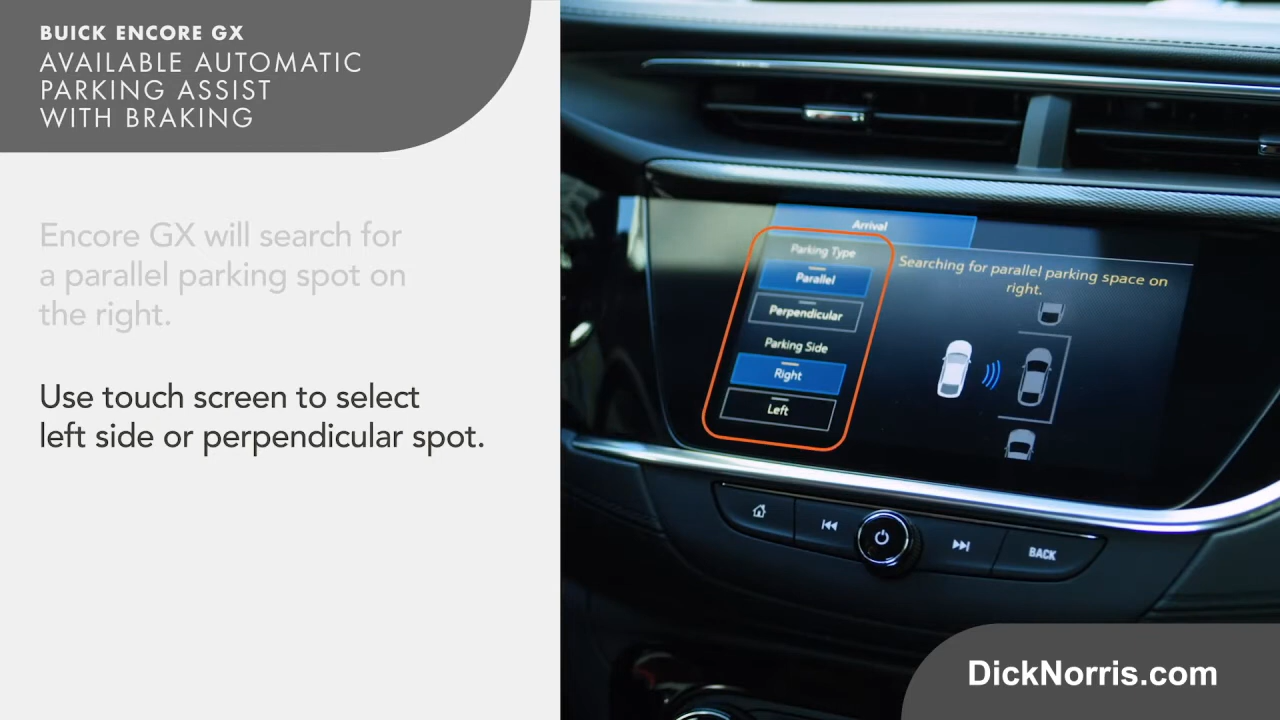 BUICK ENCORE GX
AVAILABLE AUTOMATIC
PARKING ASSIST
WITH BRAKING
Encore GX will search for
a parallel parking spot on
the right.
Use touch screen to select
left side or perpendicular spot.
Arrival
Parking Type
Parallel
Perpendicular
Parking Side
Right
Left
Searching for parallel parking space on
right.
BACK
DickNorris.com